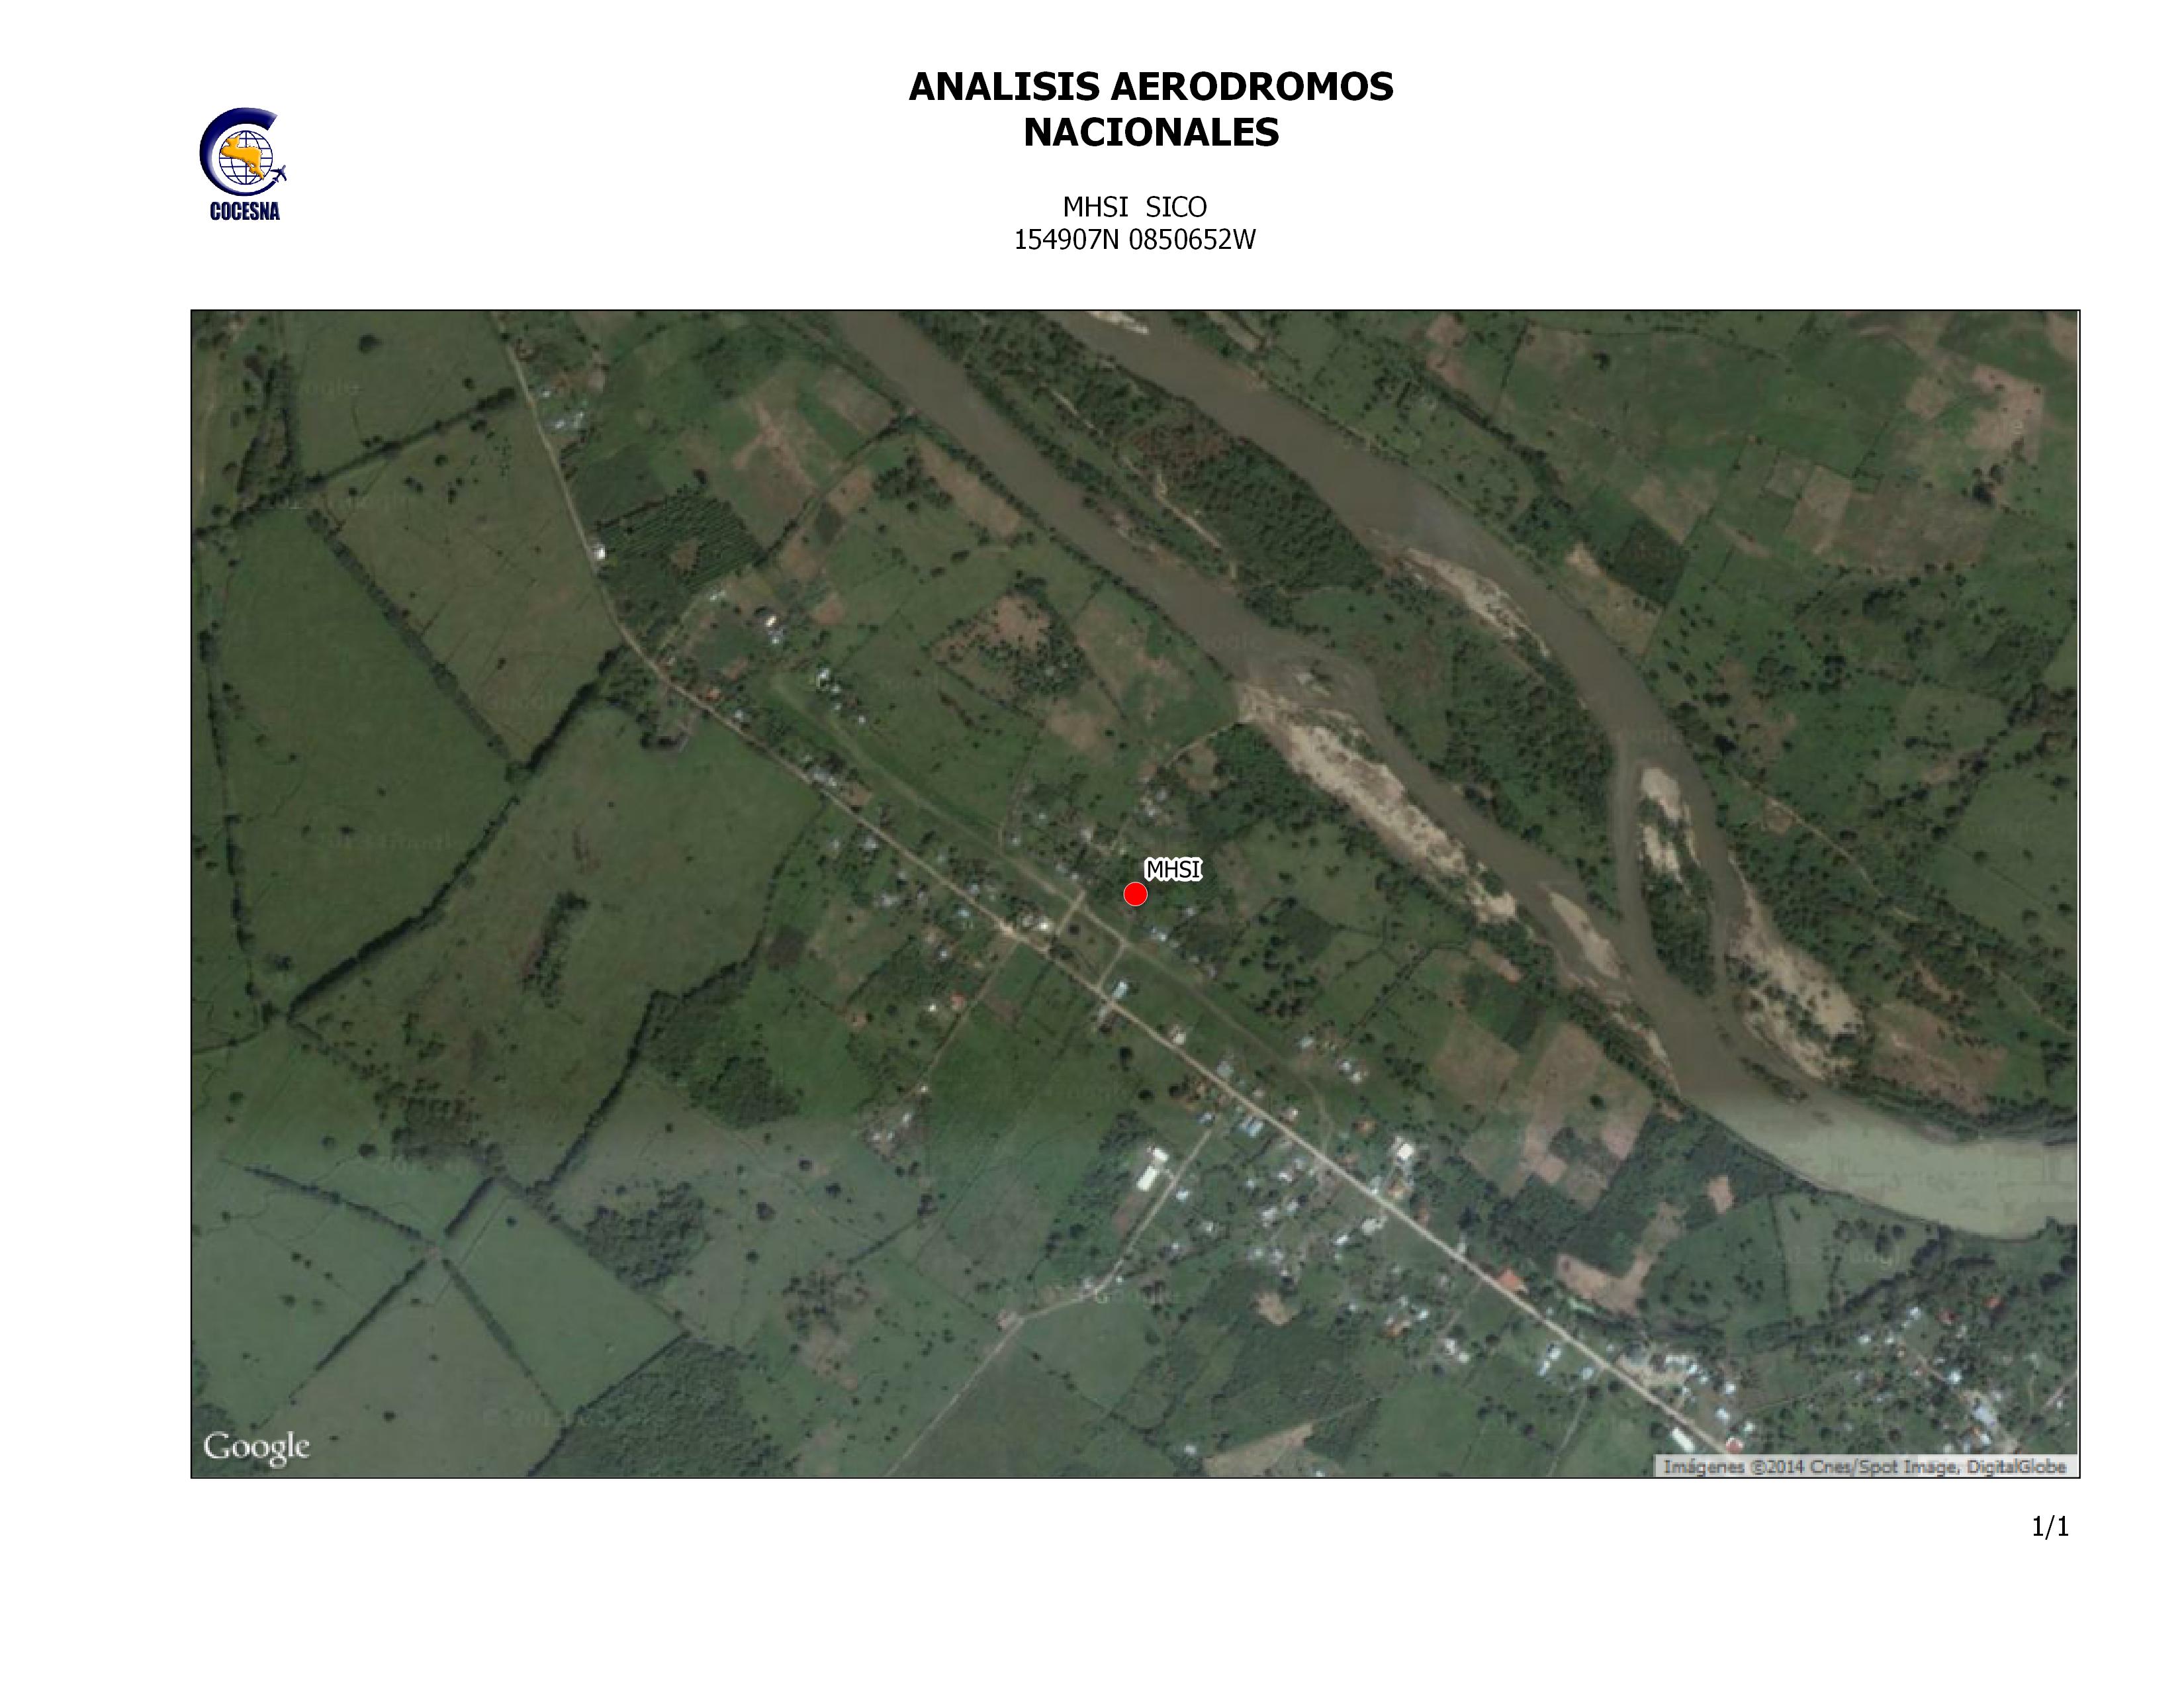 ANALISIS AERODROMOS
NACIONALES
COCESNA
MHSI SICO
154907N 0850652W
MHSI
Google
Imágenes ©2014 Cnes/Spot Image, DigitalGlobe
1/1